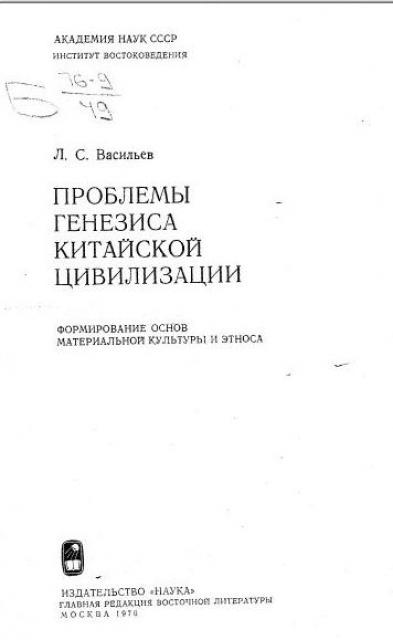 АКАДЕМИЯ НАУК СССР
ИНСТИТУТ ВОСТОКОВЕДЕНИЯ
Б 76-9
49
Л. С. Васильев
ПРОБЛЕМЫ
ГЕНЕЗИСА
КИТАЙСКОЙ
ЦИВИЛИЗАЦИИ
ФОРМИРОВАНИЕ ОСНОВ
МАТЕРИАЛЬНОЙ КУЛЬТУРЫ И ЭТНОСА
ИЗДАТЕЛЬСТВО «НАУКА»
ГЛАВНАЯ РЕДАКЦИЯ ВОСТОЧНОЙ ЛИТЕРАТУРЫ
МОСКВА 1976